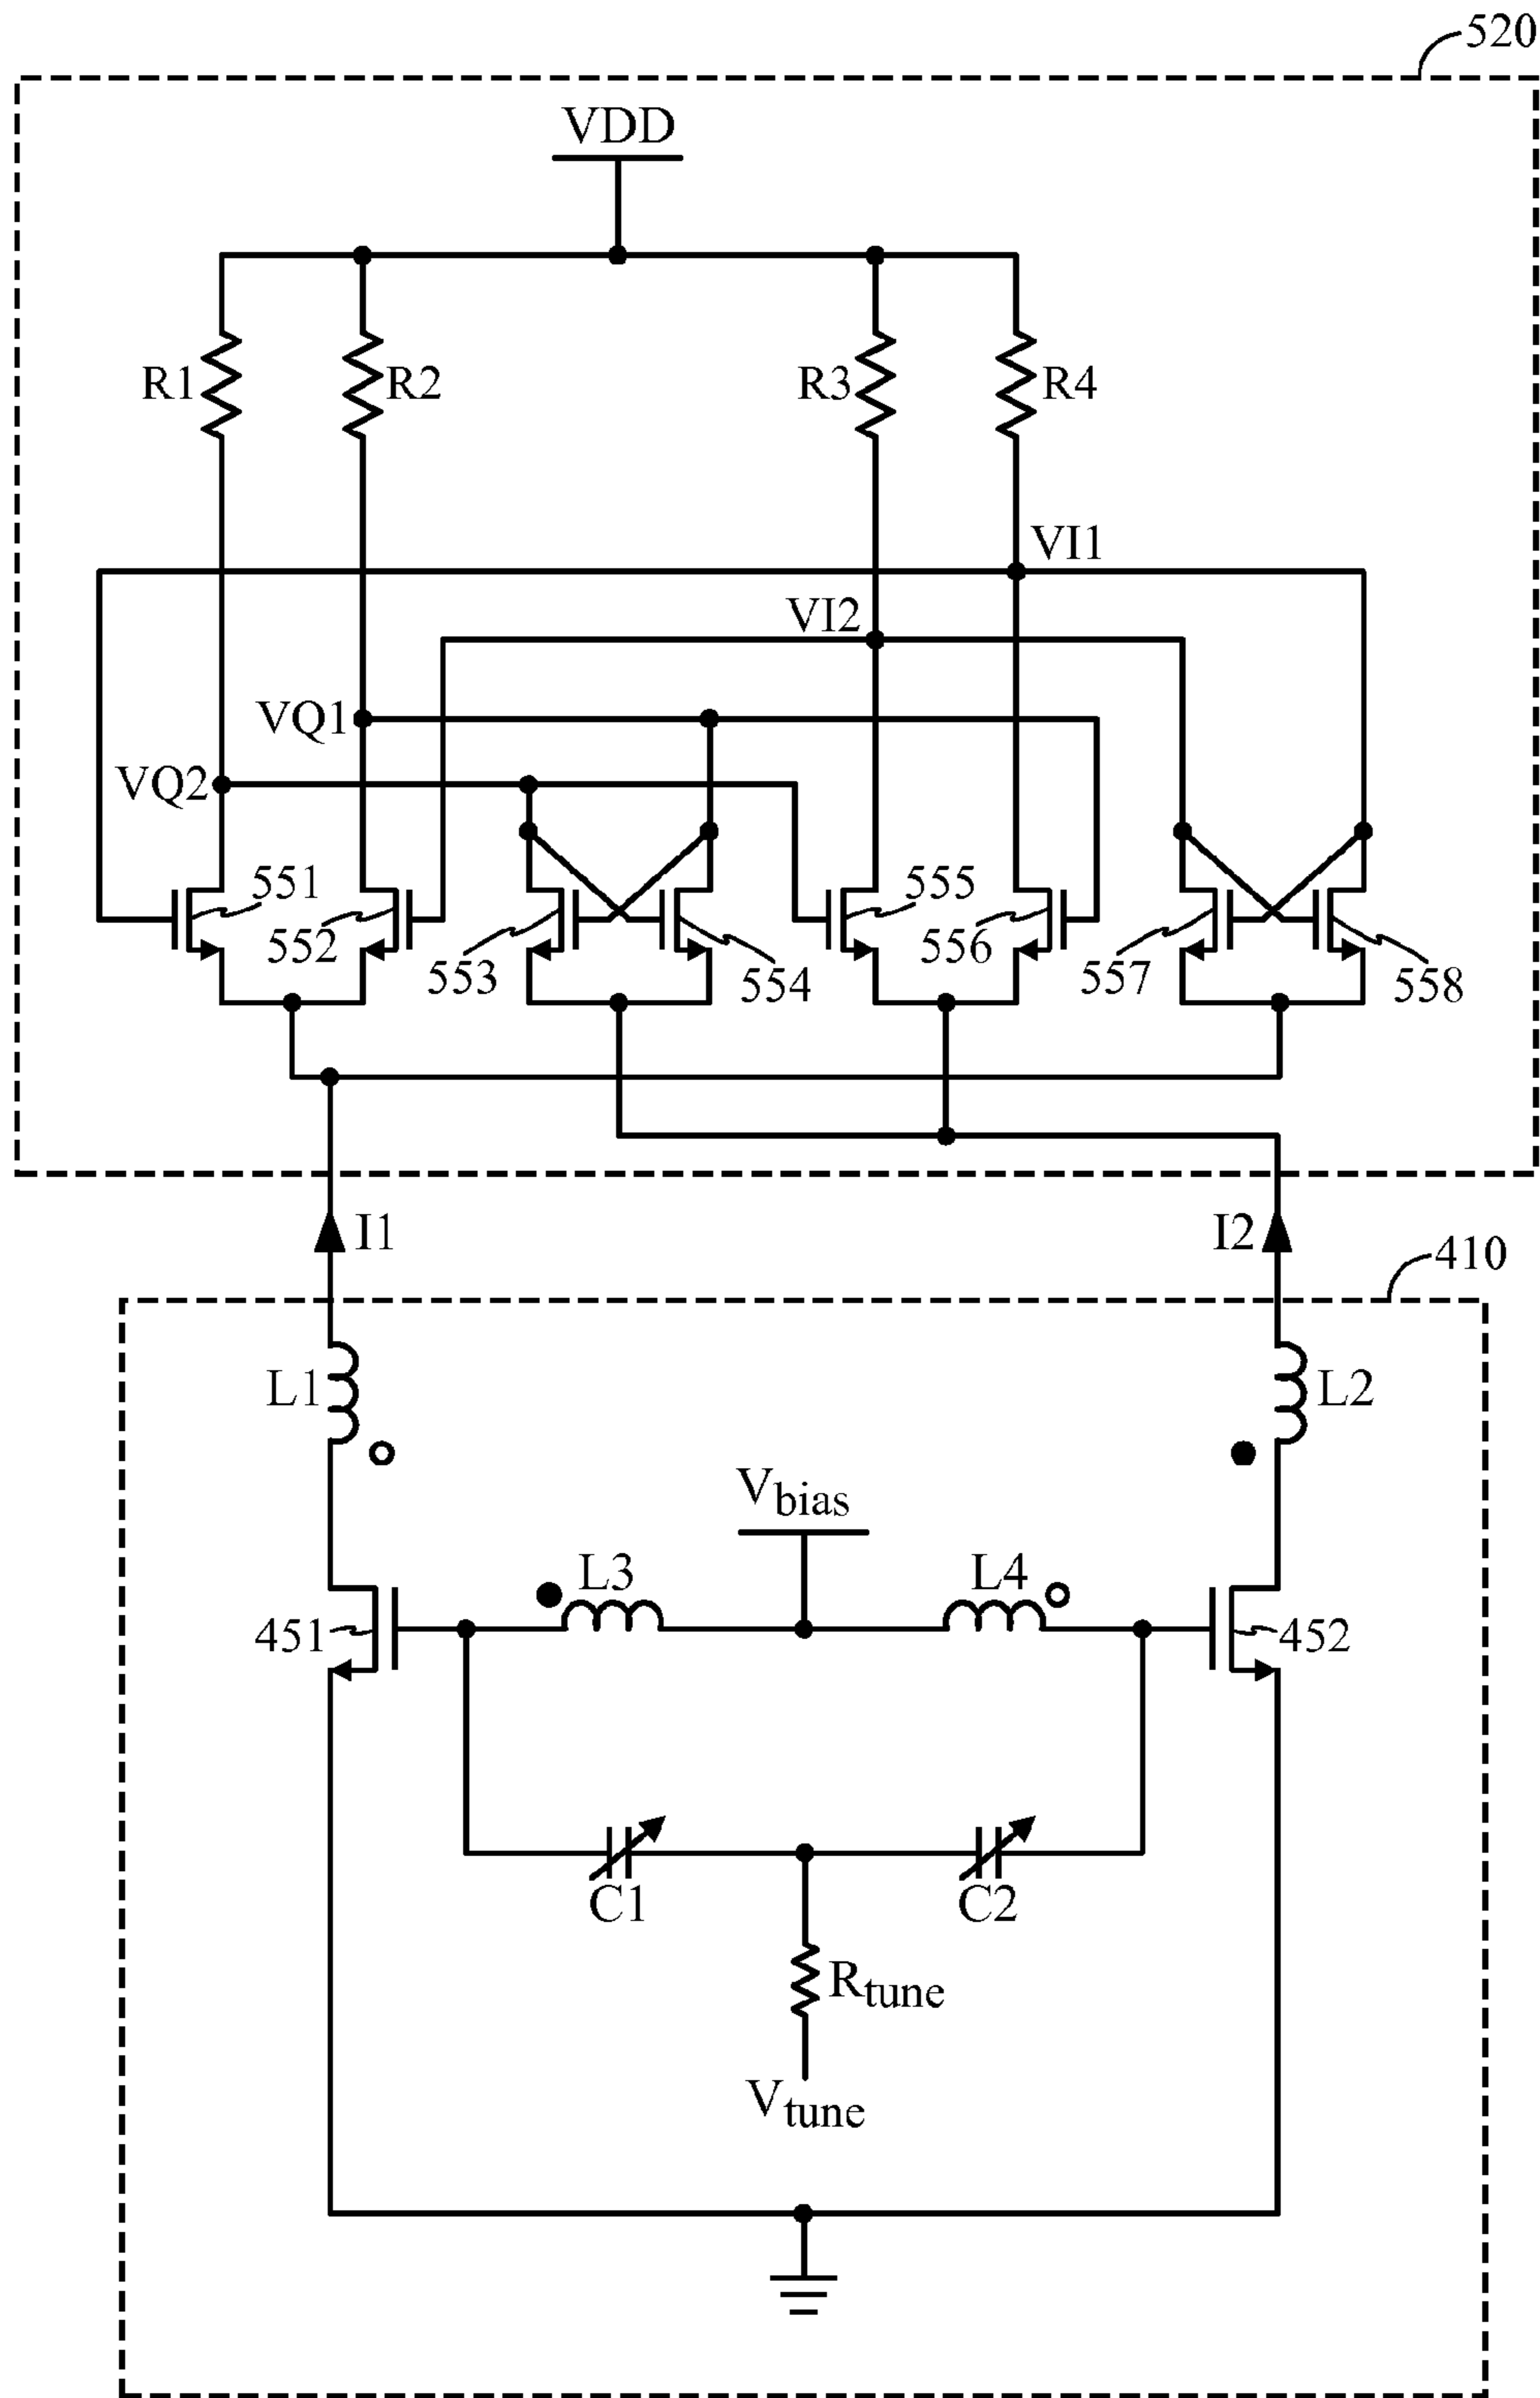 520
VDD
R1
R2
R3
R4
VI1
VI2
VQ1
VQ2
551
552
553
554
555
556
557
558
I1
I2
410
L1
L2
Vbias
L3
L4
451
452
C1
C2
Rtune
Vtune